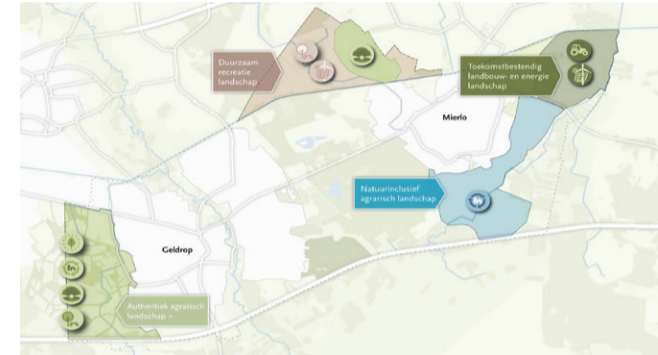 Duurzaam
recreatie
landschap
Toekomstbestendig
landbouw- en energie
landschap
Mierlo
Natuurinclusief
agrarisch landschap
Geldrop
Authentiek agrarisch
landschap +